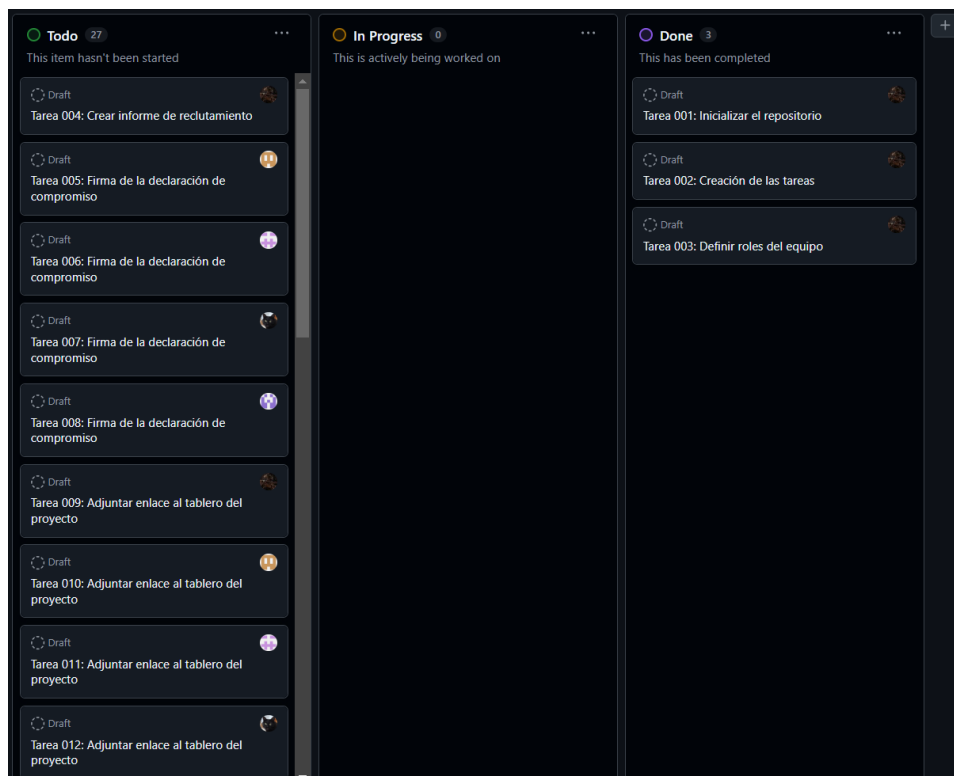 Todo 27
This item hasn't been started
Draft
Tarea 004: Crear informe de reclutamiento
Draft
Tarea 005: Firma de la declaración de
compromiso
Draft
Tarea 006: Firma de la declaración de
compromiso
Draft
Tarea 007: Firma de la declaración de
compromiso
Draft
Tarea 008: Firma de la declaración de
compromiso
Draft
Tarea 009: Adjuntar enlace al tablero del
proyecto
Draft
Tarea 010: Adjuntar enlace al tablero del
proyecto
Draft
Tarea 011: Adjuntar enlace al tablero del
proyecto
Draft
Tarea 012: Adjuntar enlace al tablero del
proyecto
In Progress 0
This is actively being worked on
Done 3
This has been completed
Draft
Tarea 001: Inicializar el repositorio
Draft
Tarea 002: Creación de las tareas
Draft
Tarea 003: Definir roles del equipo